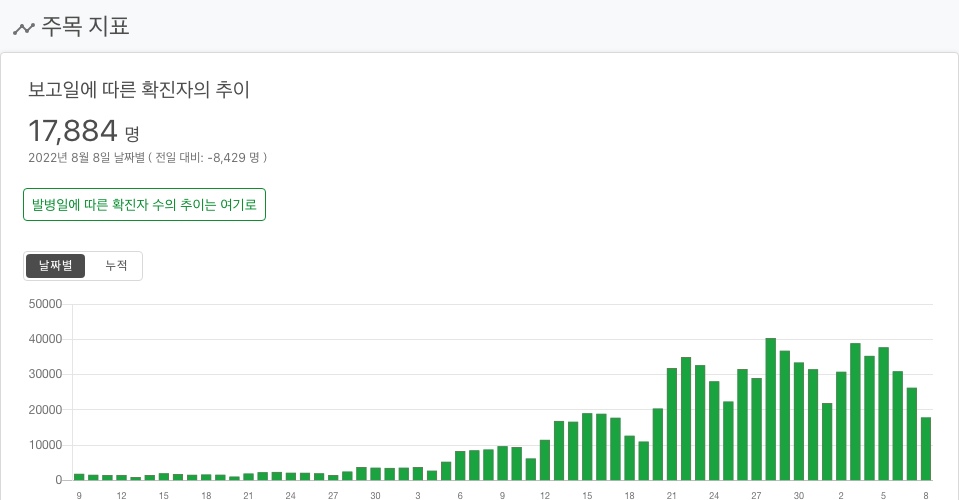 주목 지표
보고일에 따른 확진자의 추이
17,884 명
2022년 8월 8일 날짜별 ( 전일 대비: -8,429 명 )
발병일에 따른 확진자 수의 추이는 여기로
날짜별 누적
50000
40000
30000
20000
10000
0
9 12 15 18 21 24 27 30 3 6 9 12 15 18 21 24 27 30 2 5 8